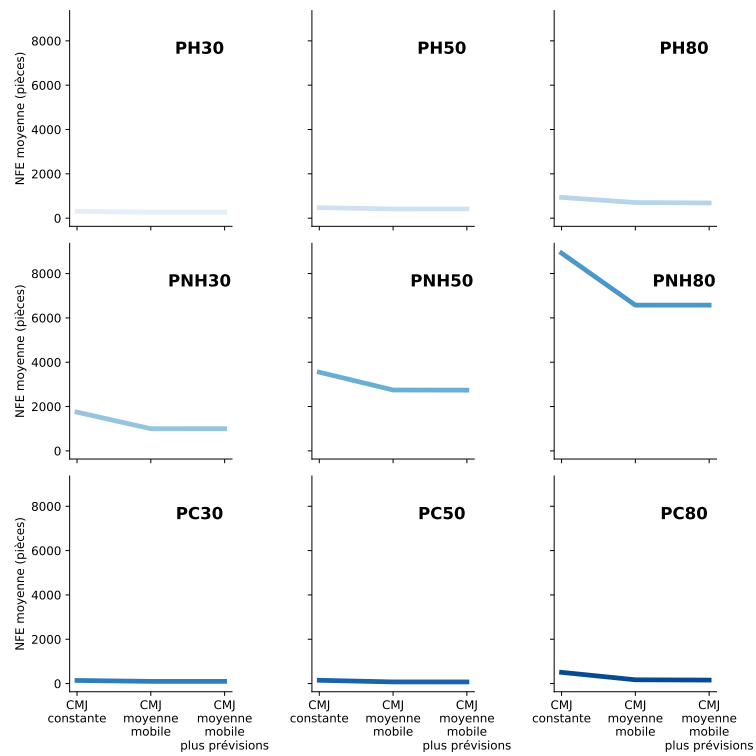 NFE moyenne (pièces)
8000
6000
4000
2000
0
PH30
PH50
PH80
NFE moyenne (pièces)
8000
6000
4000
2000
0
PNH30
PNH50
PNH80
NFE moyenne (pièces)
8000
6000
4000
2000
0
PC30
PC50
PC80
CMJ
constante
CMJ
moyenne
mobile
CMJ
moyenne
mobile
plus prévisions
CMJ
constante
CMJ
moyenne
mobile
CMJ
moyenne
mobile
plus prévisions
CMJ
constante
CMJ
moyenne
mobile
CMJ
moyenne
mobile
plus prévisions